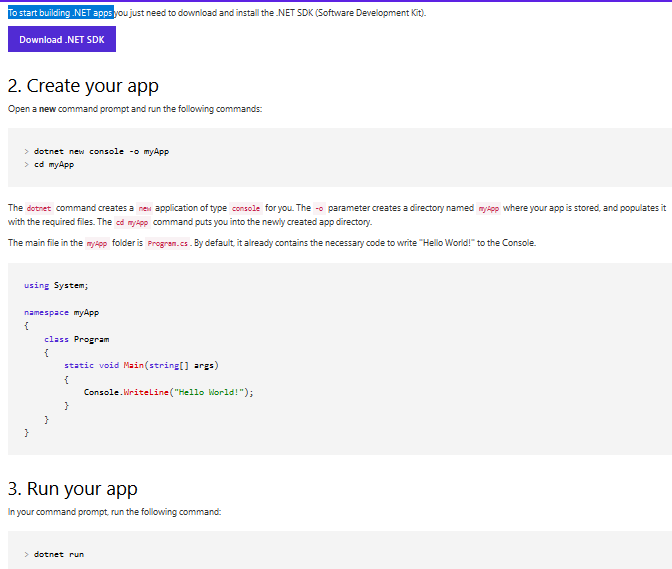 To start building .NET apps you just need to download and install the .NET SDK (Software Development Kit).
Download .NET SDK
2. Create your app
Open a new command prompt and run the following commands:
> dotnet new console -o myApp
> cd myApp
The dotnet command creates a new application of type console for you. The -o parameter creates a directory named myApp where your app is stored, and populates it
with the required files. The cd myApp command puts you into the newly created app directory.
The main file in the myApp folder is Program.cs. By default, it already contains the necessary code to write "Hello World!" to the Console.
using System;
namespace myApp
{
class Program
{
static void Main(string[] args)
{
Console.WriteLine("Hello World!");
}
}
}
3. Run your app
In your command prompt, run the following command:
> dotnet run